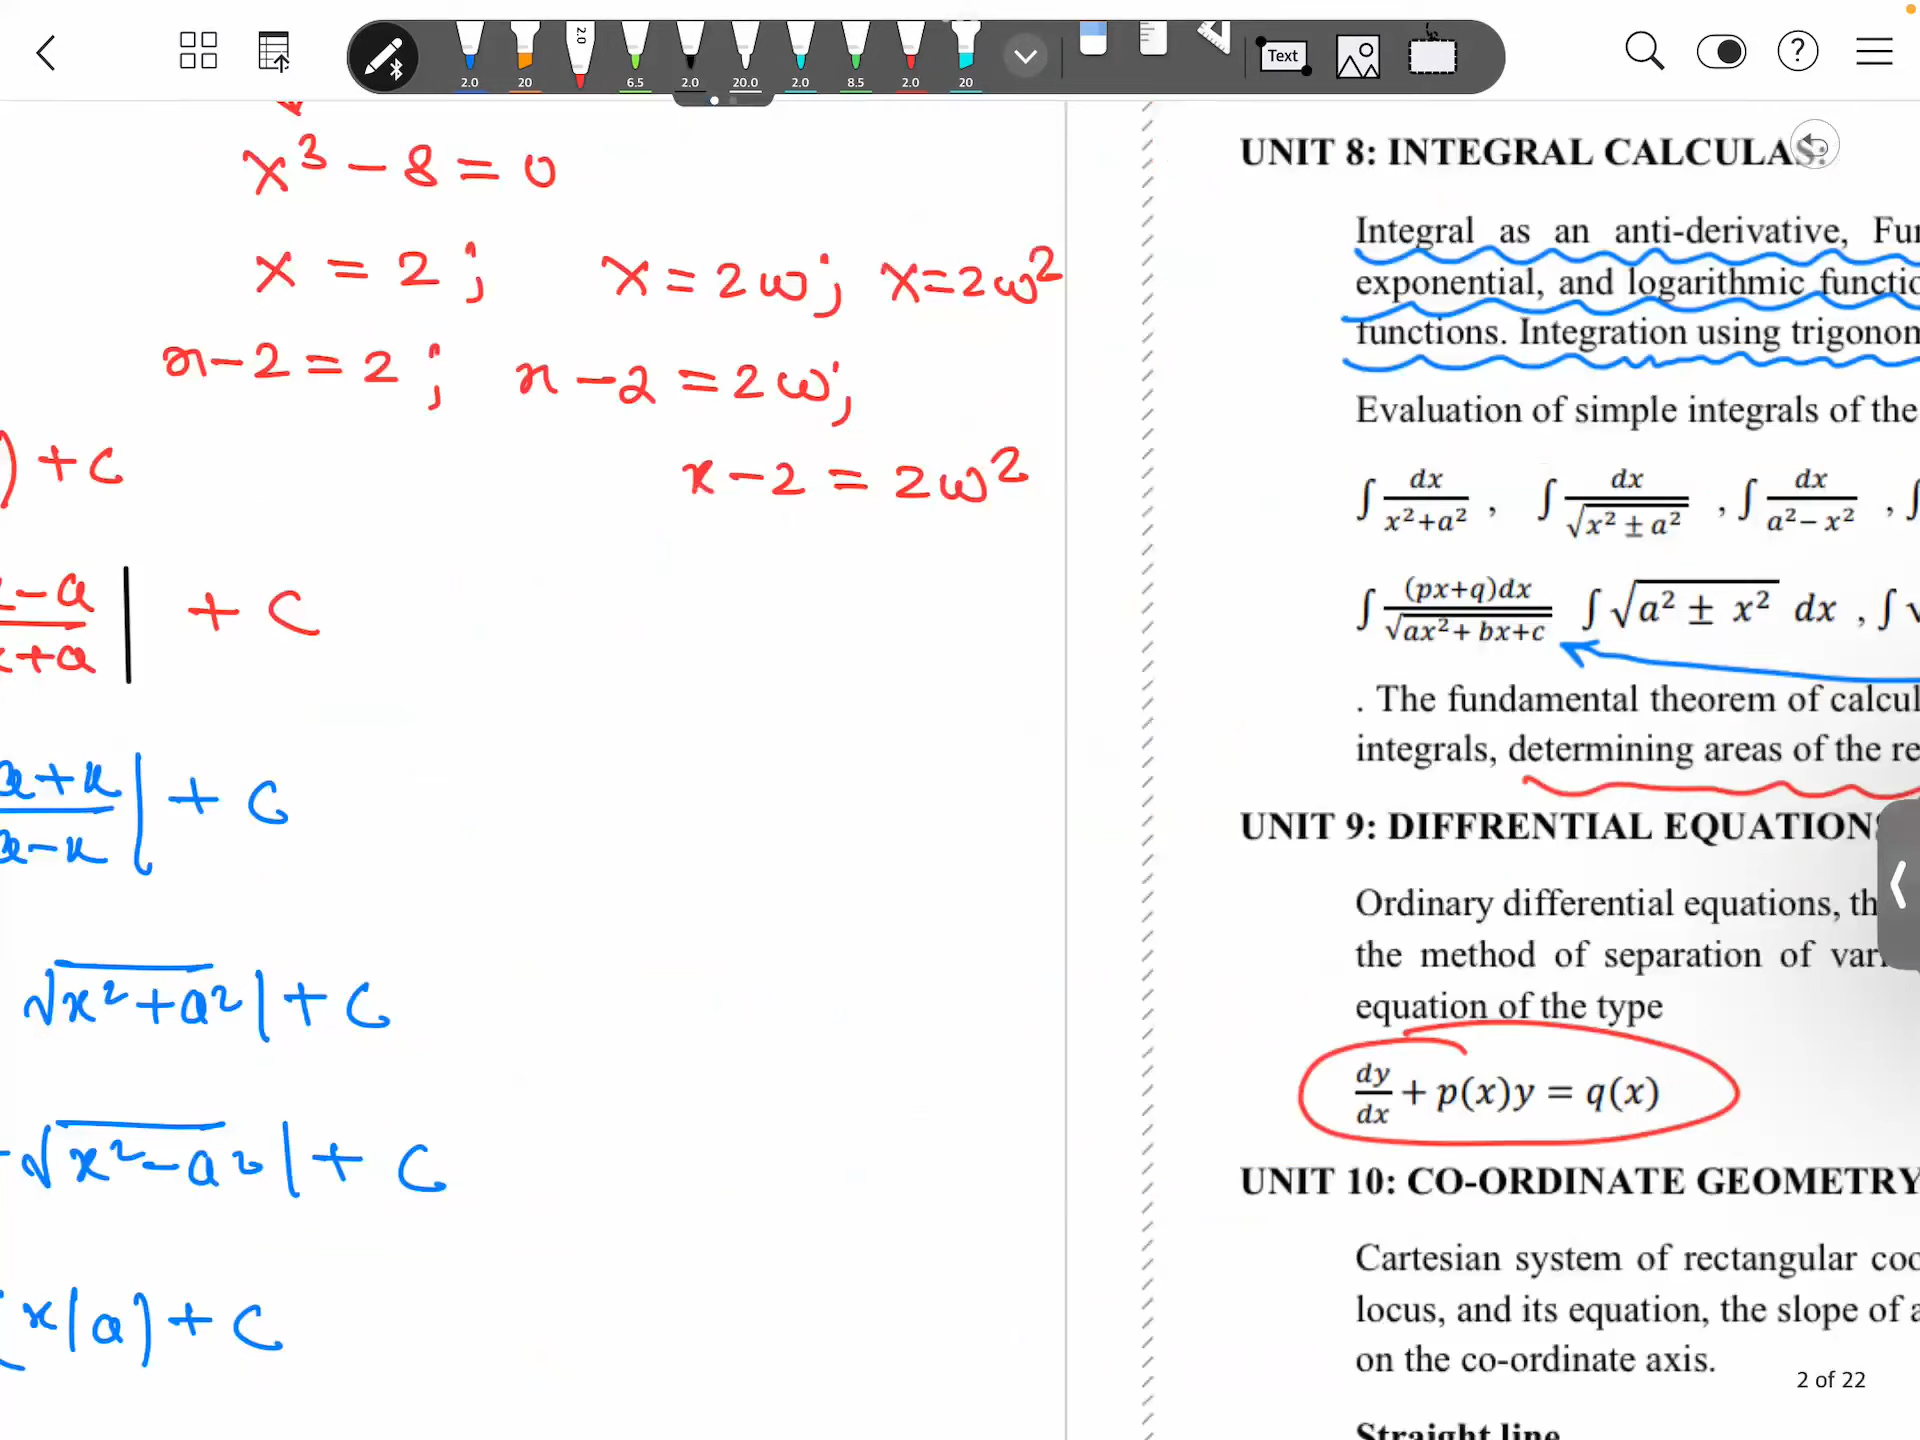 2.0 20 2.0 6.5 2.0 20.0 2.0 8.5 2.0 20 Text ?
x³ - 8 = 0
x = 2 ; x = 2ω ; x = 2ω²
x - 2 = 2 ; x - 2 = 2ω ;
x - 2 = 2ω²
) + c
x - a / x + a | + c
a + x / a - x | + c
√x² + a² | + c
√x² - a² | + c
(x/a) + c
UNIT 8: INTEGRAL CALCULAS:
Integral as an anti-derivative, Fun
exponential, and logarithmic functio
functions. Integration using trigonom
Evaluation of simple integrals of the
∫ dx / x²+a² , ∫ dx / √x² ± a² , ∫ dx / a² − x² , ∫
∫ (px+q)dx / √ax² + bx+c ∫ √a² ± x² dx , ∫ √
. The fundamental theorem of calcul
integrals, determining areas of the re
UNIT 9: DIFFRENTIAL EQUATIONS
Ordinary differential equations, th
the method of separation of var
equation of the type
dy/dx + p(x)y = q(x)
UNIT 10: CO-ORDINATE GEOMETRY
Cartesian system of rectangular coo
locus, and its equation, the slope of a
on the co-ordinate axis.
2 of 22
Straight line